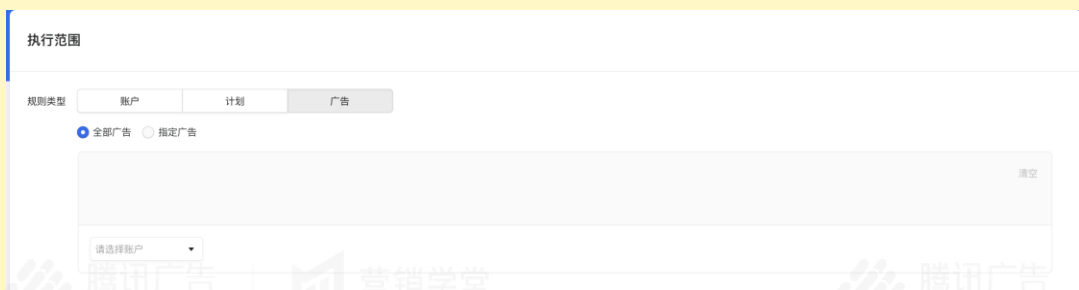 执行范围
规则类型 账户 计划 广告
全部广告 指定广告
清空
请选择账户
腾讯广告 营销学堂 腾讯广告